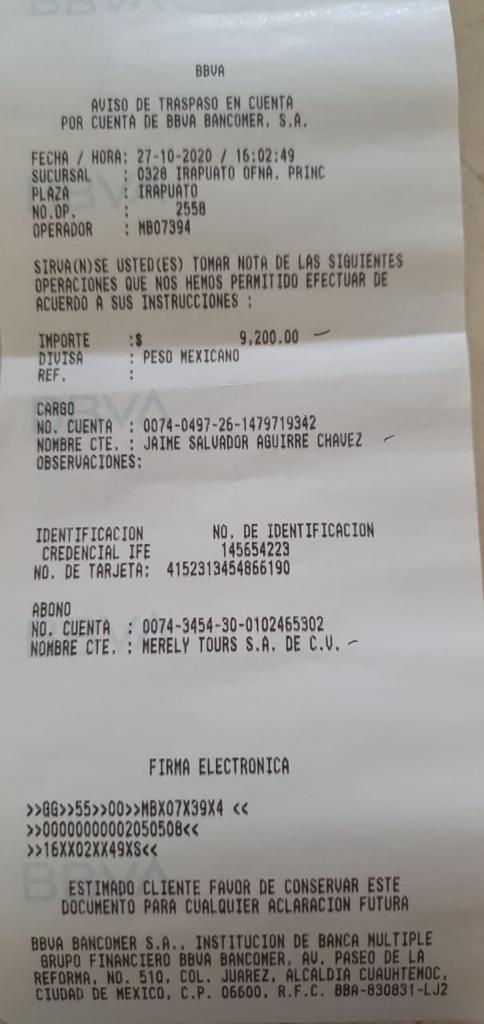 BBVA
AVISO DE TRASPASO EN CUENTA
POR CUENTA DE BBVA BANCOMER, S.A.
FECHA / HORA: 27-10-2020 / 16:02:49
SUCURSAL : 0328 IRAPUATO OFNA. PRINC
PLAZA : IRAPUATO
NO.OP. : 2558
OPERADOR : MB07394
SIRVA(N)SE USTED(ES) TOMAR NOTA DE LAS SIGUIENTES
OPERACIONES QUE NOS HEMOS PERMITIDO EFECTUAR DE
ACUERDO A SUS INSTRUCCIONES :
IMPORTE :$ 9,200.00
DIVISA : PESO MEXICANO
REF. :
CARGO
NO. CUENTA : 0074-0497-26-1479719342
NOMBRE CTE. : JAIME SALVADOR AGUIRRE CHAVEZ
OBSERVACIONES:
IDENTIFICACION NO. DE IDENTIFICACION
CREDENCIAL IFE 145654223
NO. DE TARJETA: 4152313454866190
ABONO
NO. CUENTA : 0074-3454-30-0102465302
NOMBRE CTE. : MERELY TOURS S.A. DE C.V.
FIRMA ELECTRONICA
>>GG>>55>>00>>MBX07X39X4 <<
>>00000000002050508<<
>>16XX02XX49XS<<
ESTIMADO CLIENTE FAVOR DE CONSERVAR ESTE
DOCUMENTO PARA CUALQUIER ACLARACION FUTURA
BBVA BANCOMER S.A., INSTITUCION DE BANCA MULTIPLE
GRUPO FINANCIERO BBVA BANCOMER, AV. PASEO DE LA
REFORMA, NO. 510, COL. JUAREZ, ALCALDIA CUAUHTEMOC,
CIUDAD DE MEXICO, C.P. 06600, R.F.C. BBA-830831-LJ2